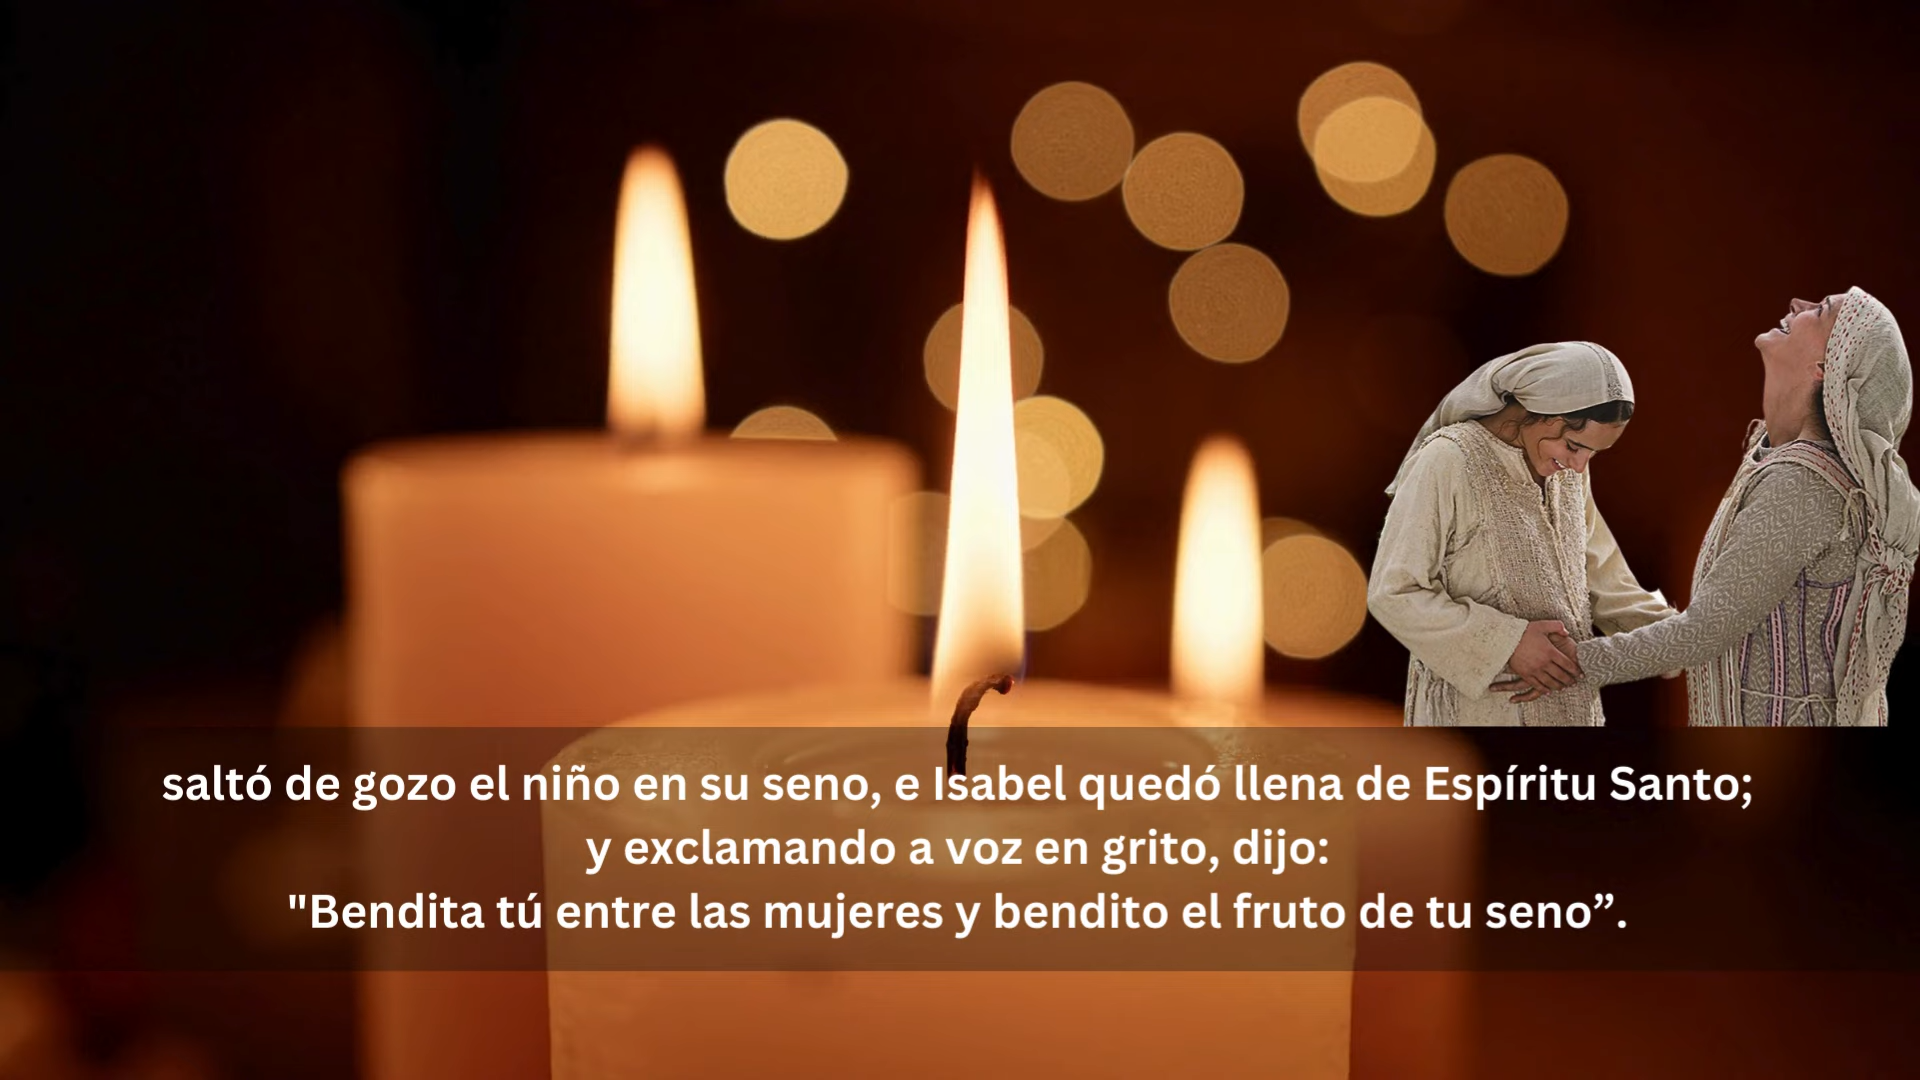 saltó de gozo el niño en su seno, e Isabel quedó llena de Espíritu Santo;
y exclamando a voz en grito, dijo:
"Bendita tú entre las mujeres y bendito el fruto de tu seno”.